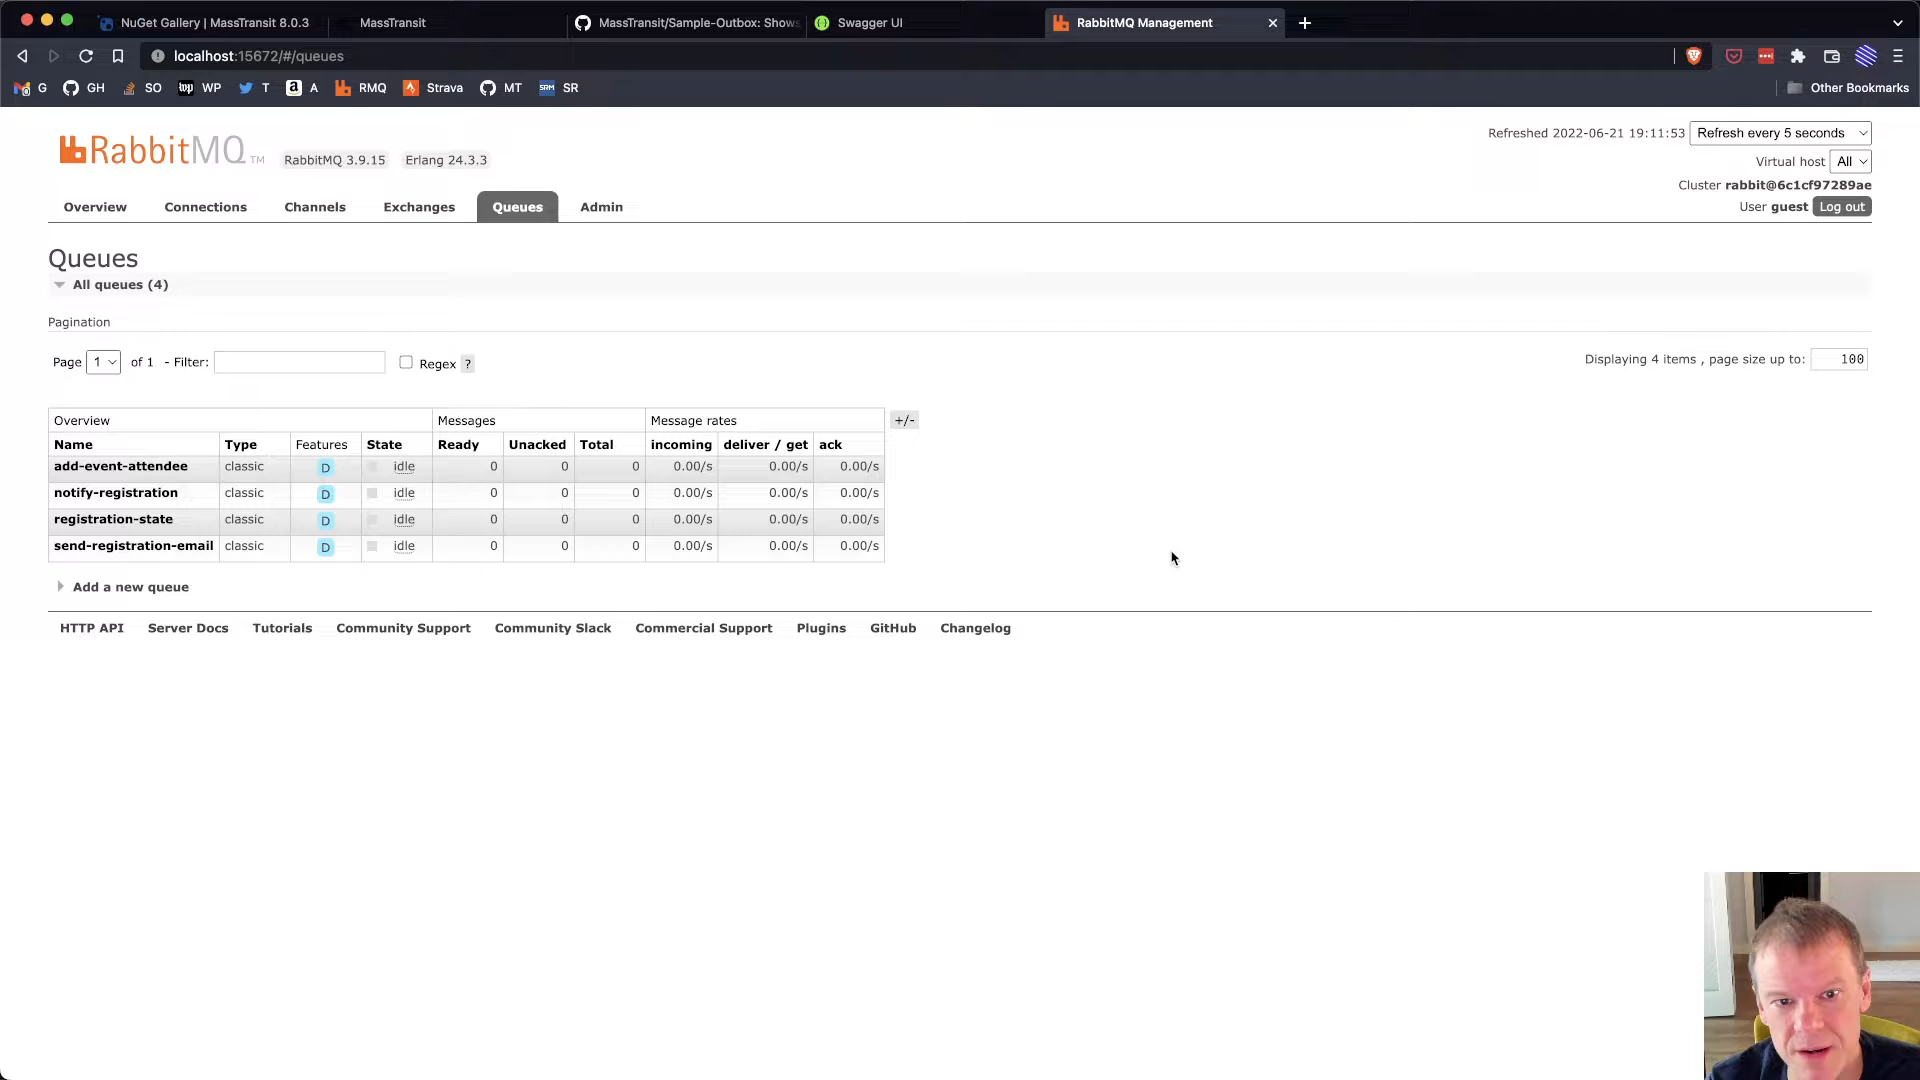 NuGet Gallery | MassTransit 8.0.3
MassTransit
MassTransit/Sample-Outbox: Shows
Swagger UI
RabbitMQ Management
localhost:15672/#/queues
G
GH
SO
WP
T
A
RMQ
Strava
MT
SRM SR
Other Bookmarks
RabbitMQ TM
RabbitMQ 3.9.15
Erlang 24.3.3
Refreshed 2022-06-21 19:11:53
Refresh every 5 seconds
Virtual host All
Cluster rabbit@6c1cf97289ae
User guest Log out
Overview
Connections
Channels
Exchanges
Queues
Admin
Queues
All queues (4)
Pagination
Page 1 of 1 - Filter: Regex ?
Displaying 4 items , page size up to: 100
Overview Messages Message rates +/-
Name Type Features State Ready Unacked Total incoming deliver / get ack
add-event-attendee classic D idle 0 0 0 0.00/s 0.00/s 0.00/s
notify-registration classic D idle 0 0 0 0.00/s 0.00/s 0.00/s
registration-state classic D idle 0 0 0 0.00/s 0.00/s 0.00/s
send-registration-email classic D idle 0 0 0 0.00/s 0.00/s 0.00/s
Add a new queue
HTTP API
Server Docs
Tutorials
Community Support
Community Slack
Commercial Support
Plugins
GitHub
Changelog